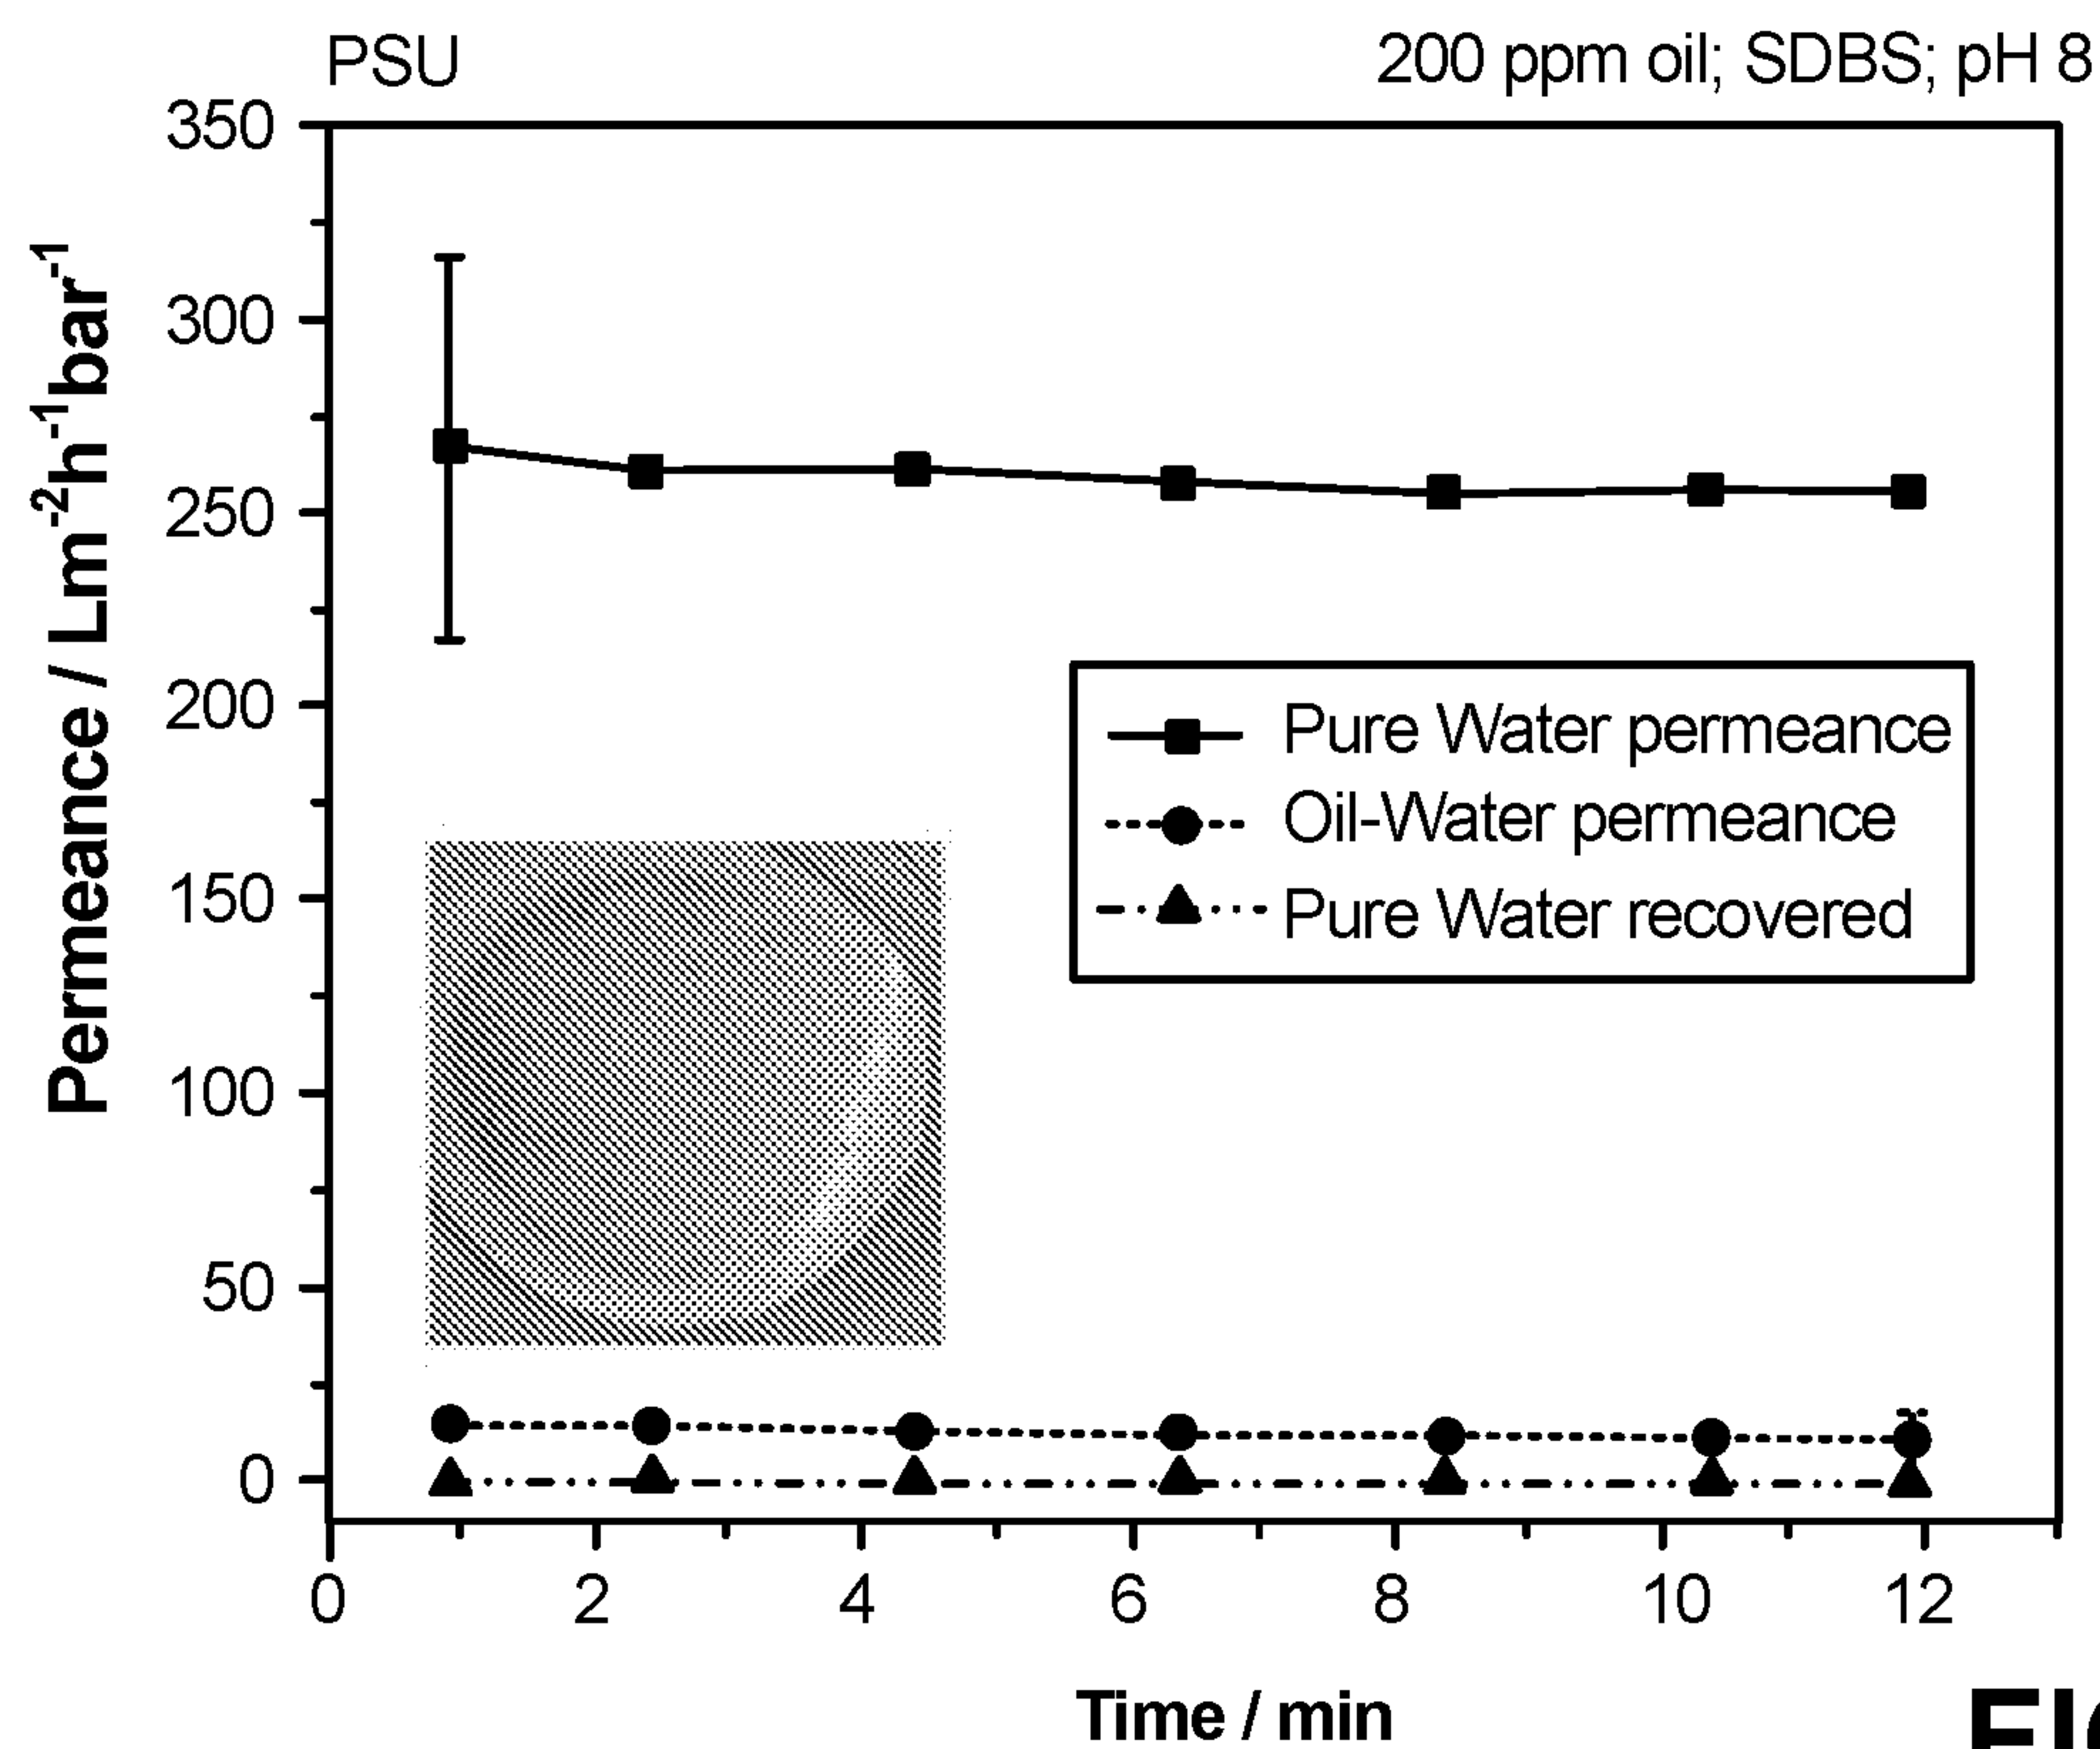 PSU
200 ppm oil; SDBS; pH 8
Permeance / Lm⁻²h⁻¹bar⁻¹
350
300
250
200
150
100
50
0
Pure Water permeance
Oil-Water permeance
Pure Water recovered
0 2 4 6 8 10 12
Time / min